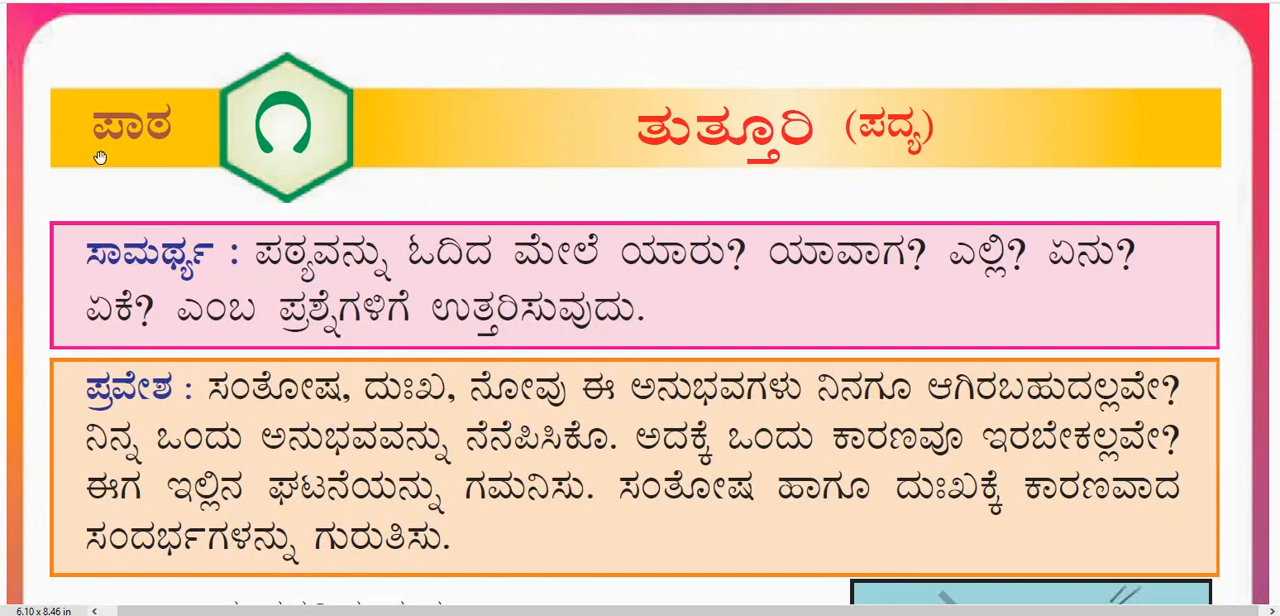 ಪಾಠ ೧ ತುತ್ತೂರಿ (ಪದ್ಯ)
ಸಾಮರ್ಥ್ಯ : ಪಠ್ಯವನ್ನು ಓದಿದ ಮೇಲೆ ಯಾರು? ಯಾವಾಗ? ಎಲ್ಲಿ? ಏನು?
ಏಕೆ? ಎಂಬ ಪ್ರಶ್ನೆಗಳಿಗೆ ಉತ್ತರಿಸುವುದು.
ಪ್ರವೇಶ : ಸಂತೋಷ, ದುಃಖ, ನೋವು ಈ ಅನುಭವಗಳು ನಿನಗೂ ಆಗಿರಬಹುದಲ್ಲವೇ?
ನಿನ್ನ ಒಂದು ಅನುಭವವನ್ನು ನೆನೆಪಿಸಿಕೊ. ಅದಕ್ಕೆ ಒಂದು ಕಾರಣವೂ ಇರಬೇಕಲ್ಲವೇ?
ಈಗ ಇಲ್ಲಿನ ಘಟನೆಯನ್ನು ಗಮನಿಸು. ಸಂತೋಷ ಹಾಗೂ ದುಃಖಕ್ಕೆ ಕಾರಣವಾದ
ಸಂದರ್ಭಗಳನ್ನು ಗುರುತಿಸು.
6.10 x 8.46 in